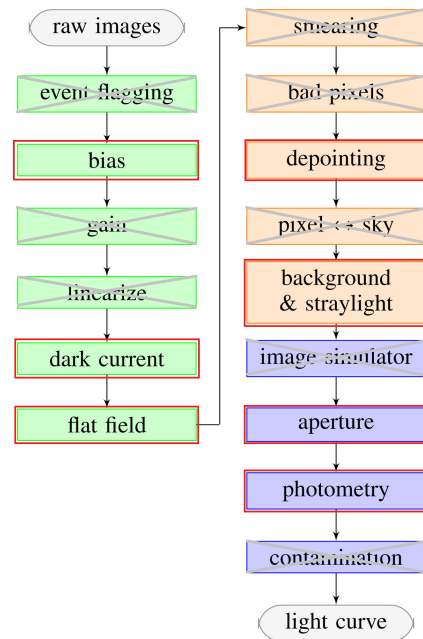 raw images
event flagging
bias
gain
linearize
dark current
flat field
smearing
bad pixels
depointing
pixel ↔ sky
background
& straylight
image simulator
aperture
photometry
contamination
light curve